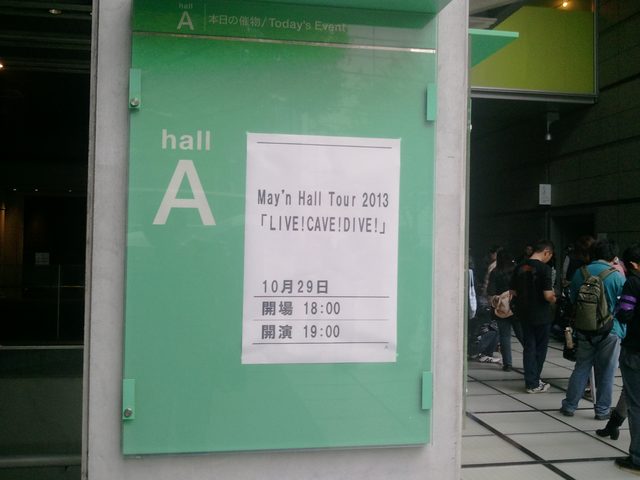 hall
A
本日の催物/Today's Event
hall
A
May'n Hall Tour 2013
「LIVE!CAVE!DIVE!」
10月29日
開場 18:00
開演 19:00